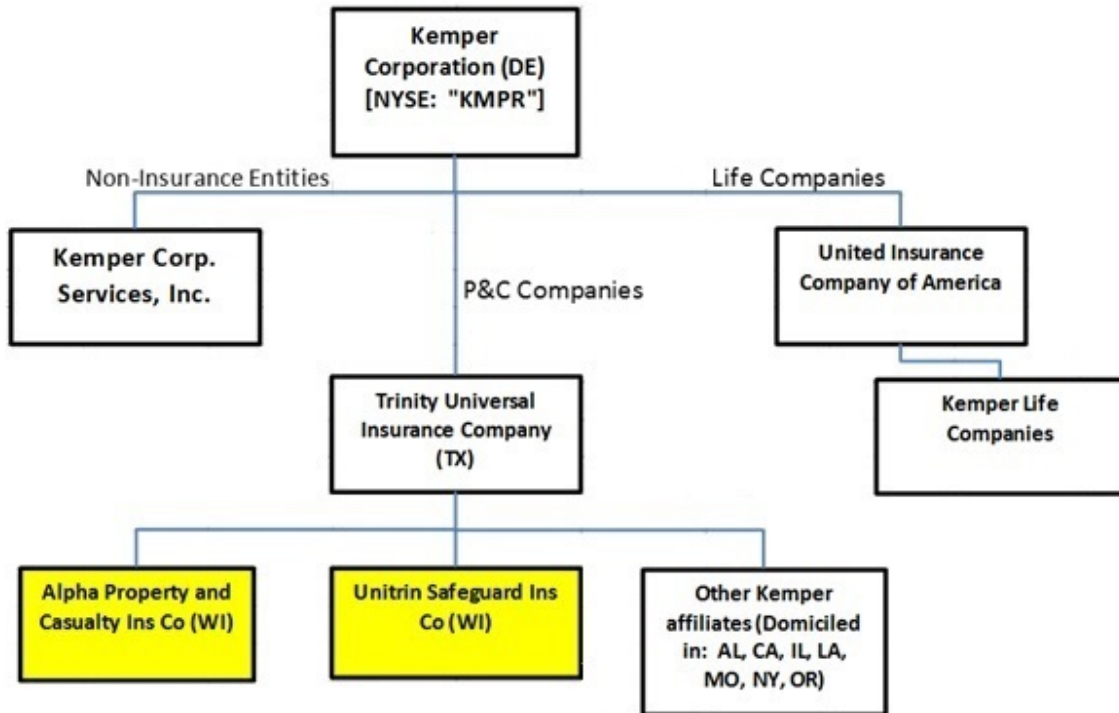 Kemper
Corporation (DE)
[NYSE:  "KMPR"]
Non-Insurance Entities
Life Companies
Kemper Corp.
Services, Inc.
P&C Companies
United Insurance
Company of America
Trinity Universal
Insurance Company
(TX)
Kemper Life
Companies
Alpha Property and
Casualty Ins Co (WI)
Unitrin Safeguard Ins
Co (WI)
Other Kemper
affiliates (Domiciled
in:  AL, CA, IL, LA,
MO, NY, OR)